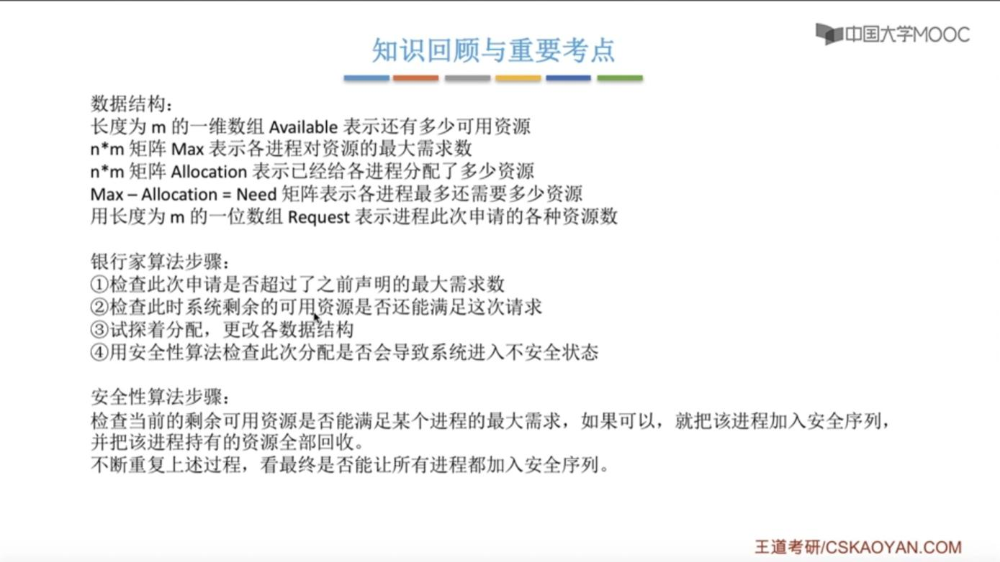 中国大学MOOC
知识回顾与重要考点
数据结构：
长度为 m 的一维数组 Available 表示还有多少可用资源
n*m 矩阵 Max 表示各进程对资源的最大需求数
n*m 矩阵 Allocation 表示已经给各进程分配了多少资源
Max – Allocation = Need 矩阵表示各进程最多还需要多少资源
用长度为 m 的一位数组 Request 表示进程此次申请的各种资源数
银行家算法步骤：
①检查此次申请是否超过了之前声明的最大需求数
②检查此时系统剩余的可用资源是否还能满足这次请求
③试探着分配，更改各数据结构
④用安全性算法检查此次分配是否会导致系统进入不安全状态
安全性算法步骤：
检查当前的剩余可用资源是否能满足某个进程的最大需求，如果可以，就把该进程加入安全序列，
并把该进程持有的资源全部回收。
不断重复上述过程，看最终是否能让所有进程都加入安全序列。
王道考研/CSKAOYAN.COM